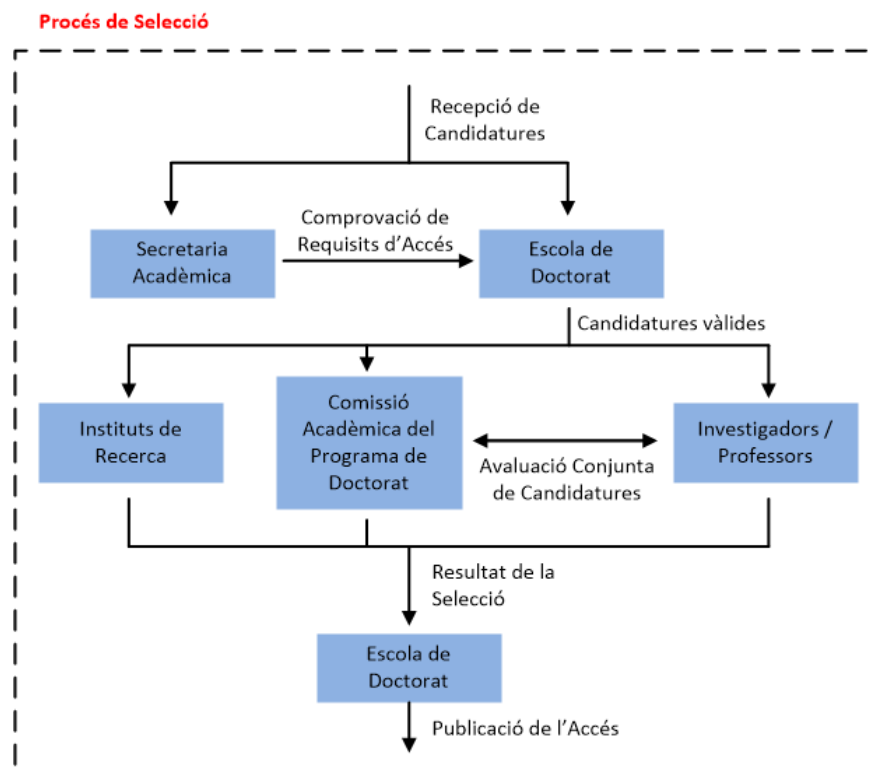 Procés de Selecció
Recepció de
Candidatures
Secretaria
Acadèmica
Comprovació de
Requisits d’Accés
Escola de
Doctorat
Candidatures vàlides
Instituts de
Recerca
Comissió
Acadèmica del
Programa de
Doctorat
Avaluació Conjunta
de Candidatures
Investigadors /
Professors
Resultat de la
Selecció
Escola de
Doctorat
Publicació de l’Accés